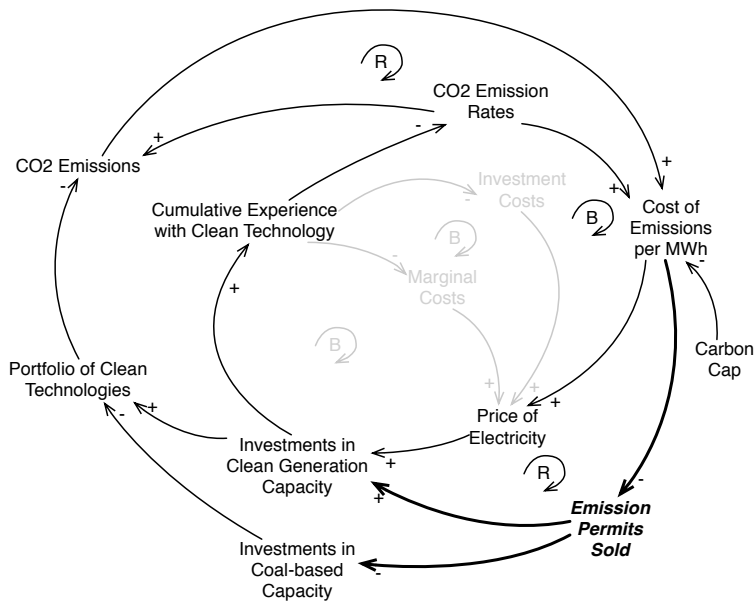 R
CO2 Emission
Rates
-
+
+
CO2 Emissions
-
+
Investment
Costs
-
Cumulative Experience
with Clean Technology
+
B
Cost of
Emissions
per MWh
-
B
-
Marginal
Costs
+
B
Carbon
Cap
Portfolio of Clean
Technologies
-
+
+
+
+
Price of
Electricity
Investments in
Clean Generation
Capacity
+
+
R
-
Emission
Permits
Sold
Investments in
Coal-based
Capacity
-